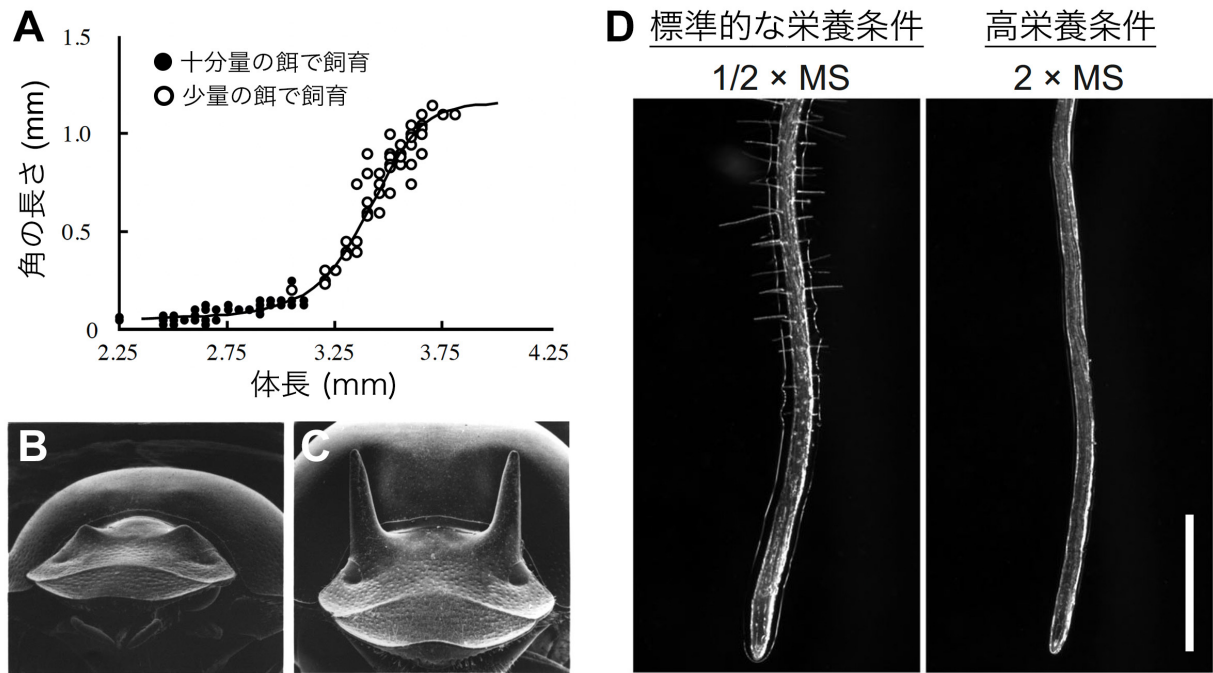 A
1.5
1.0
0.5
0
角の長さ (mm)
● 十分量の餌で飼育
○ 少量の餌で飼育
2.25 2.75 3.25 3.75 4.25
体長 (mm)
B
C
D
標準的な栄養条件
1/2 × MS
高栄養条件
2 × MS